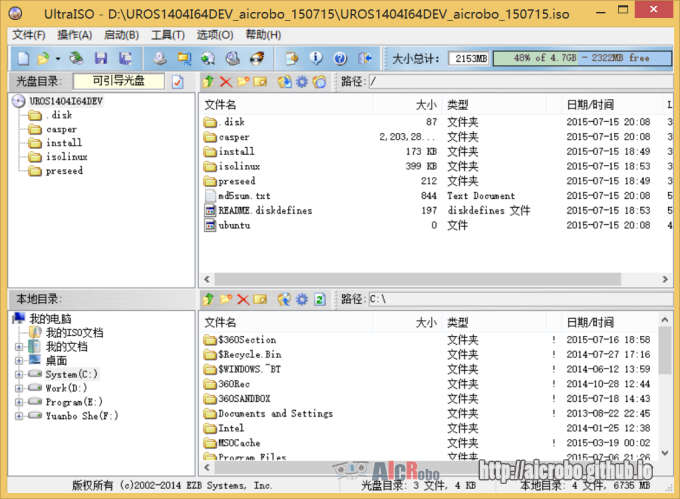 UltraISO - D:\UROS1404I64DEV_aicrobo_150715\UROS1404I64DEV_aicrobo_150715.iso
文件(F) 操作(A) 启动(B) 工具(T) 选项(O) 帮助(H)
大小总计: 2153MB 48% of 4.7GB - 2322MB free
光盘目录: 可引导光盘 路径: /
UROS1404I64DEV
.disk
casper
install
isolinux
preseed
文件名 大小 类型 日期/时间 L
.disk 87 文件夹 2015-07-15 20:08 3
casper 2,203,28... 文件夹 2015-07-15 20:08 3
install 173 KB 文件夹 2015-07-15 18:49 3
isolinux 399 KB 文件夹 2015-07-15 18:53 3
preseed 212 文件夹 2015-07-15 18:49 3
md5sum.txt 844 Text Document 2015-07-15 20:08 5
README.diskdefines 197 diskdefines 文件 2015-07-15 18:53 5
ubuntu 0 文件 2015-07-15 20:08 4
本地目录: 路径: C:\
我的电脑
我的ISO文档
我的文档
桌面
System(C:)
Work(D:)
Program(E:)
Yuanbo She(F:)
文件名 大小 类型 日期/时间
$360Section 文件夹 ! 2015-07-16 18:58
$Recycle.Bin 文件夹 ! 2014-07-27 17:16
$WINDOWS.~BT 文件夹 ! 2014-06-12 13:59
360Rec 文件夹 ! 2014-10-28 12:44
360SANDBOX 文件夹 ! 2015-07-18 14:43
Documents and Settings 文件夹 ! 2013-08-22 22:45
Intel 文件夹 2014-01-25 12:38
MSOCache 文件夹 ! 2015-03-19 00:02
Program Files 文件夹 2015-07-06 21:26
AICRobo http://aicrobo.github.io
版权所有 (c)2002-2014 EZB Systems, Inc. 光盘目录: 3 文件, 4 KB 本地目录: 4 文件, 6735 MB